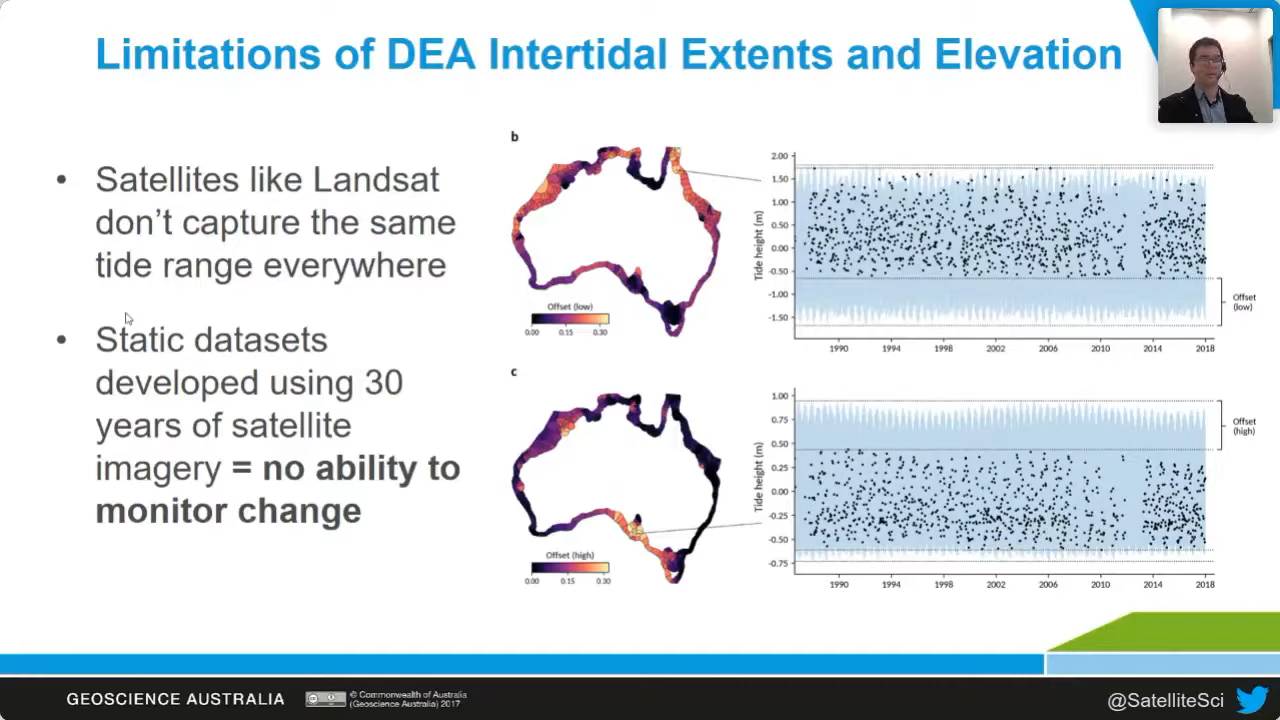 Limitations of DEA Intertidal Extents and Elevation
• Satellites like Landsat
don’t capture the same
tide range everywhere
• Static datasets
developed using 30
years of satellite
imagery = no ability to
monitor change
b
Offset (low)
0.00 0.15 0.30
Tide height (m)
2.00
1.50
1.00
0.50
0.00
-0.50
-1.00
-1.50
1990 1994 1998 2002 2006 2010 2014 2018
Offset
(low)
c
Offset (high)
0.00 0.15 0.30
Tide height (m)
1.00
0.75
0.50
0.25
0.00
-0.25
-0.50
-0.75
1990 1994 1998 2002 2006 2010 2014 2018
Offset
(high)
GEOSCIENCE AUSTRALIA
© Commonwealth of Australia
(Geoscience Australia) 2017
@SatelliteSci